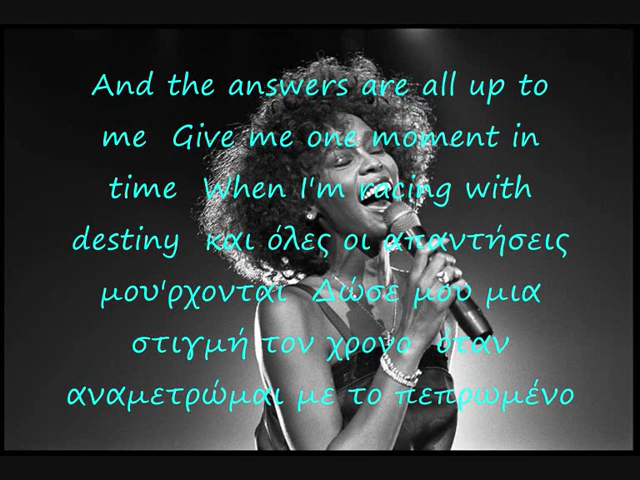 And the answers are all up to
me  Give me one moment in
time  When I'm racing with
destiny  και όλες οι απαντήσεις
μου'ρχονται  Δώσε μου μια
στιγμή τον χρονο  όταν
αναμετρώμαι με το πεπρωμένο